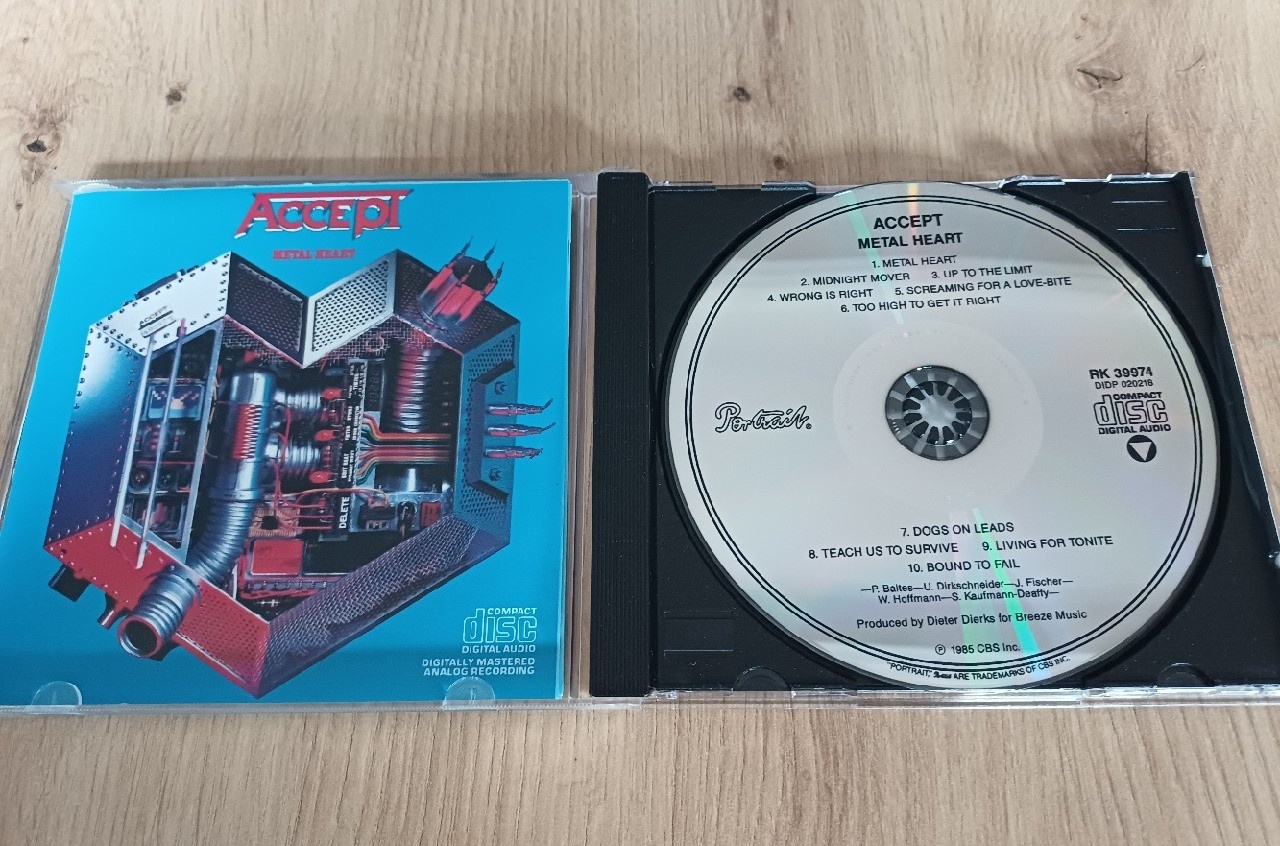 ACCEPT
METAL HEART
ACCEPT
DELETE
COMPACT
disc
DIGITAL AUDIO
DIGITALLY MASTERED
ANALOG RECORDING
ACCEPT
METAL HEART
1. METAL HEART
2. MIDNIGHT MOVER 3. UP TO THE LIMIT
4. WRONG IS RIGHT 5. SCREAMING FOR A LOVE-BITE
6. TOO HIGH TO GET IT RIGHT
Portrait.
RK 39974
DIDP 020218
COMPACT
disc
DIGITAL AUDIO
7. DOGS ON LEADS
8. TEACH US TO SURVIVE 9. LIVING FOR TONITE
10. BOUND TO FAIL
—P. Baltes—U. Dirkschneider—J. Fischer—
W. Hoffmann—S. Kaufmann-Deaffy—
Produced by Dieter Dierks for Breeze Music
℗ 1985 CBS Inc.
"PORTRAIT," ARE TRADEMARKS OF CBS INC.